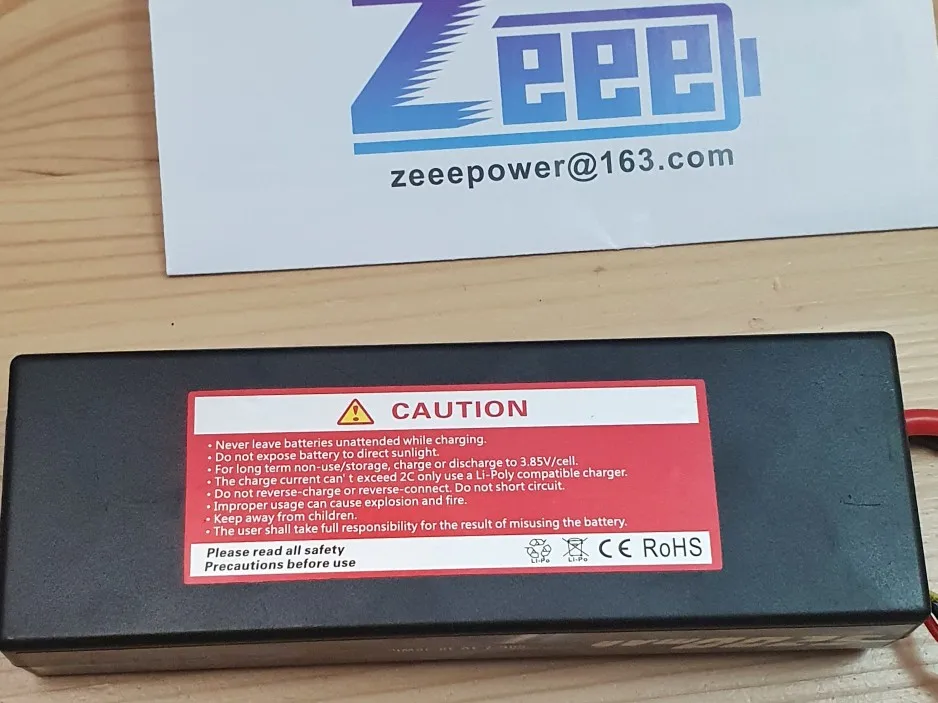 Zeee
zeeepower@163.com
CAUTION
• Never leave batteries unattended while charging.
• Do not expose battery to direct sunlight.
• For long term non-use/storage, charge or discharge to 3.85V/cell.
• The charge current can' t exceed 2C only use a Li-Poly compatible charger.
• Do not reverse-charge or reverse-connect. Do not short circuit.
• Improper usage can cause explosion and fire.
• Keep away from children.
• The user shall take full responsibility for the result of misusing the battery.
Please read all safety
Precautions before use
Li-Po
Li-Po
CE RoHS